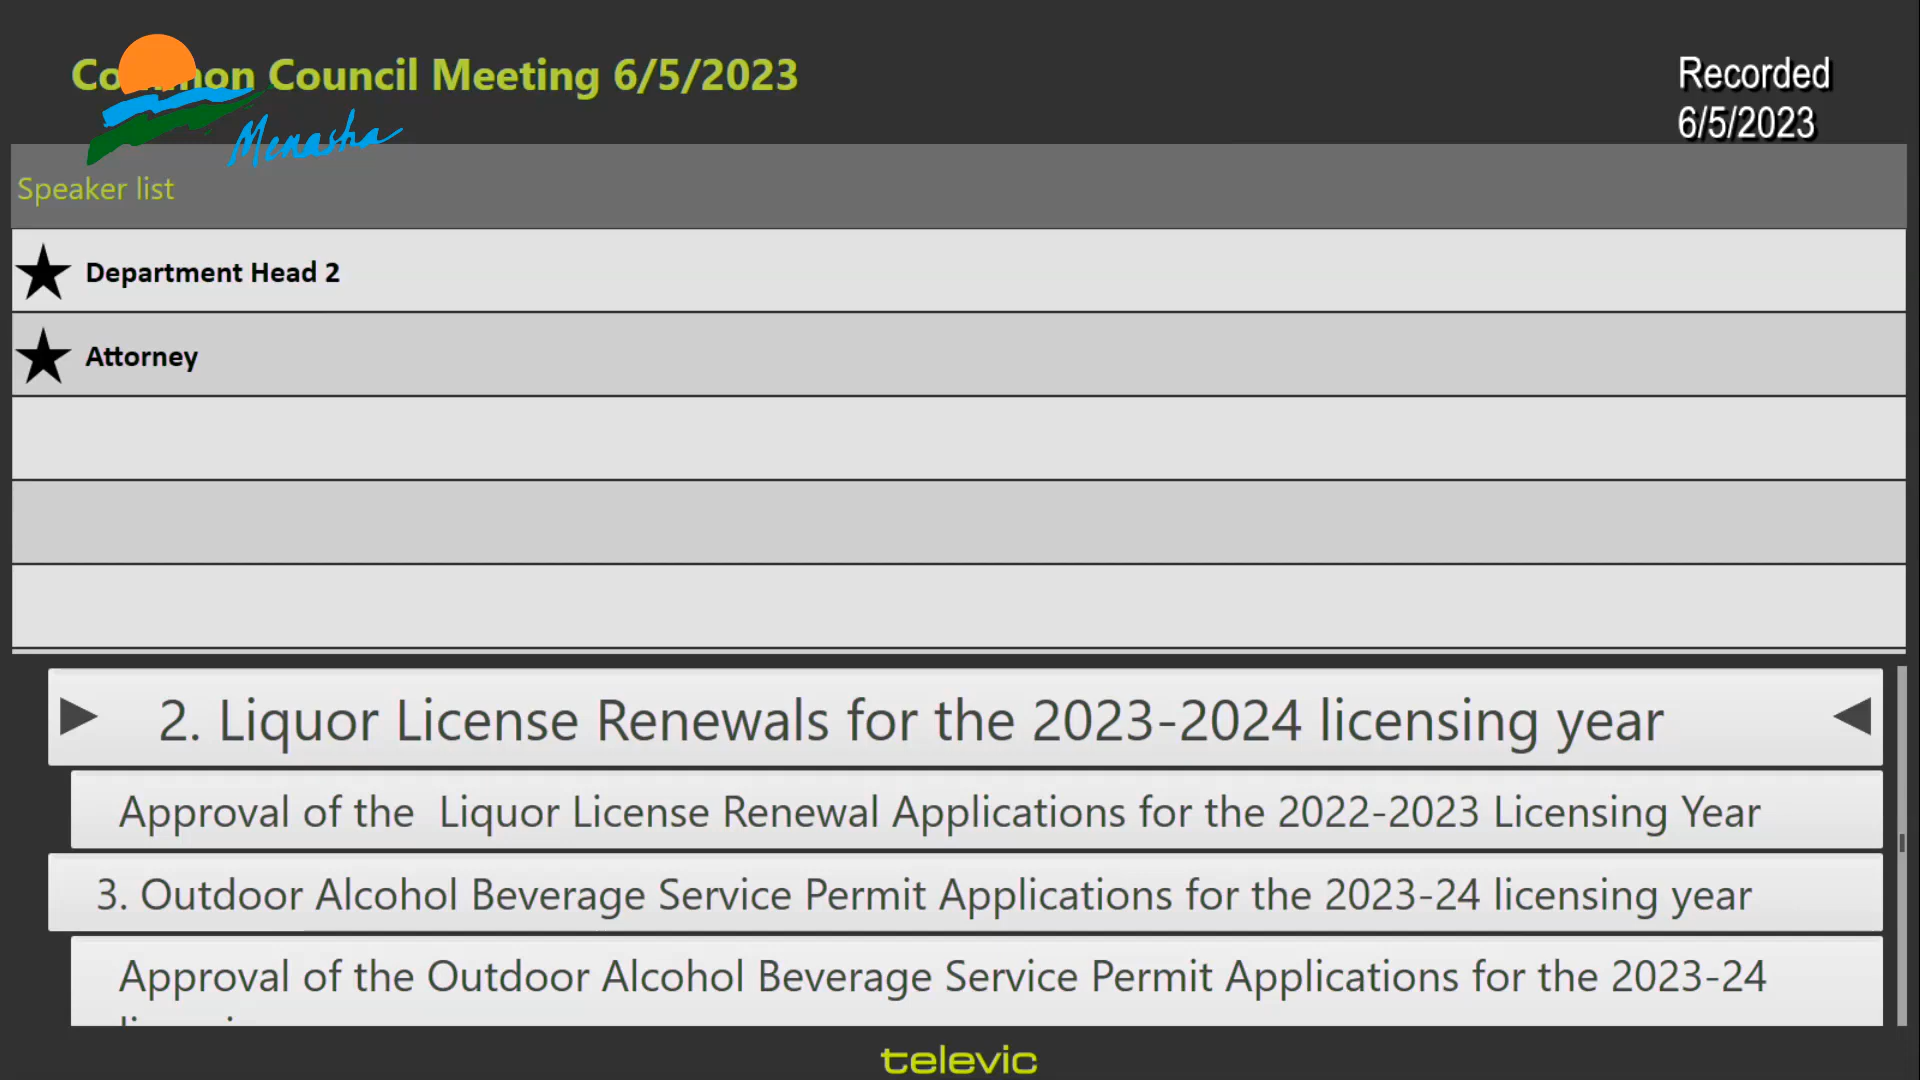 Common Council Meeting 6/5/2023
Menasha
Recorded
6/5/2023
Speaker list
Department Head 2
Attorney
2. Liquor License Renewals for the 2023-2024 licensing year
Approval of the  Liquor License Renewal Applications for the 2022-2023 Licensing Year
3. Outdoor Alcohol Beverage Service Permit Applications for the 2023-24 licensing year
Approval of the Outdoor Alcohol Beverage Service Permit Applications for the 2023-24
televic